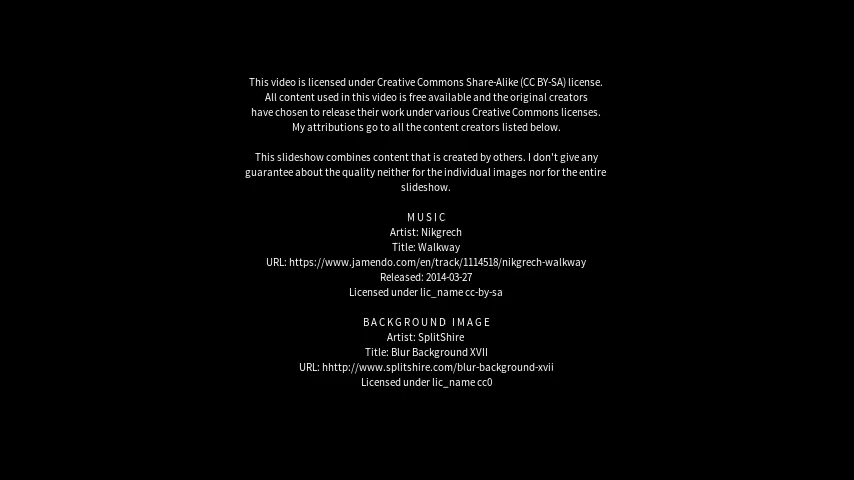 This video is licensed under Creative Commons Share-Alike (CC BY-SA) license.
All content used in this video is free available and the original creators
have chosen to release their work under various Creative Commons licenses.
My attributions go to all the content creators listed below.
This slideshow combines content that is created by others. I don't give any
guarantee about the quality neither for the individual images nor for the entire
slideshow.
MUSIC
Artist: Nikgrech
Title: Walkway
URL: https://www.jamendo.com/en/track/1114518/nikgrech-walkway
Released: 2014-03-27
Licensed under lic_name cc-by-sa
BACKGROUND IMAGE
Artist: SplitShire
Title: Blur Background XVII
URL: hhttp://www.splitshire.com/blur-background-xvii
Licensed under lic_name cc0